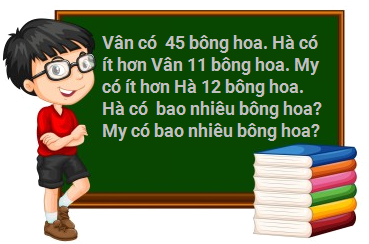 Vân có 45 bông hoa. Hà có
ít hơn Vân 11 bông hoa. My
có ít hơn Hà 12 bông hoa.
Hà có bao nhiêu bông hoa?
My có bao nhiêu bông hoa?